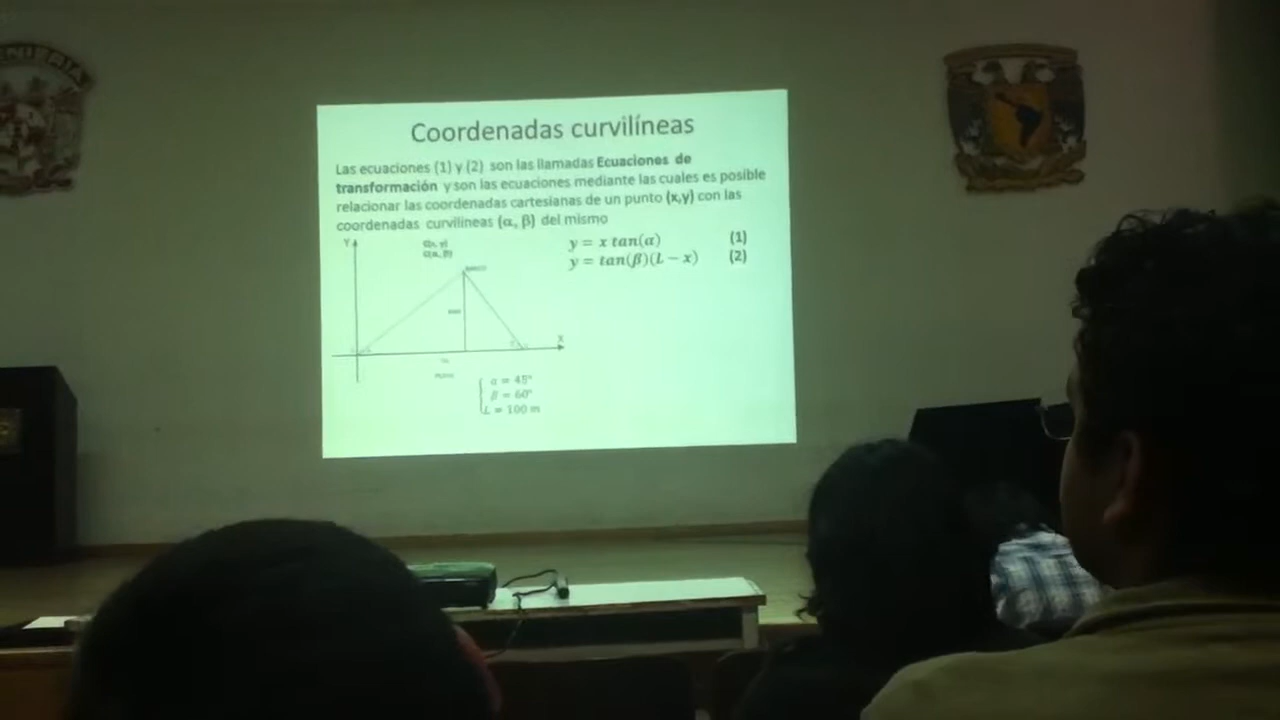 Coordenadas curvilíneas
Las ecuaciones (1) y (2) son las llamadas Ecuaciones de
transformación y son las ecuaciones mediante las cuales es posible
relacionar las coordenadas cartesianas de un punto (x,y) con las
coordenadas curvilíneas (α, β) del mismo
y = x tan(α) (1)
y = tan(β)(L − x) (2)
Y
X
α = 45°
β = 60°
L = 100 m